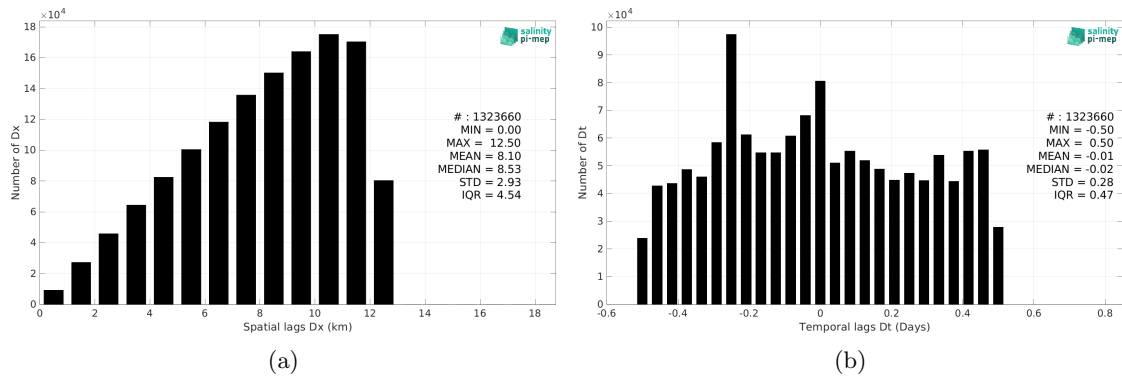 ×10⁴
18
16
14
12
10
8
6
4
2
0
Number of Dx
salinity
pi-mep
# : 1323660
MIN = 0.00
MAX = 12.50
MEAN = 8.10
MEDIAN = 8.53
STD = 2.93
IQR = 4.54
0 2 4 6 8 10 12 14 16 18
Spatial lags Dx (km)
(a)
×10⁴
10
9
8
7
6
5
4
3
2
1
0
Number of Dt
salinity
pi-mep
# : 1323660
MIN = -0.50
MAX = 0.50
MEAN = -0.01
MEDIAN = -0.02
STD = 0.28
IQR = 0.47
-0.6 -0.4 -0.2 0 0.2 0.4 0.6 0.8
Temporal lags Dt (Days)
(b)